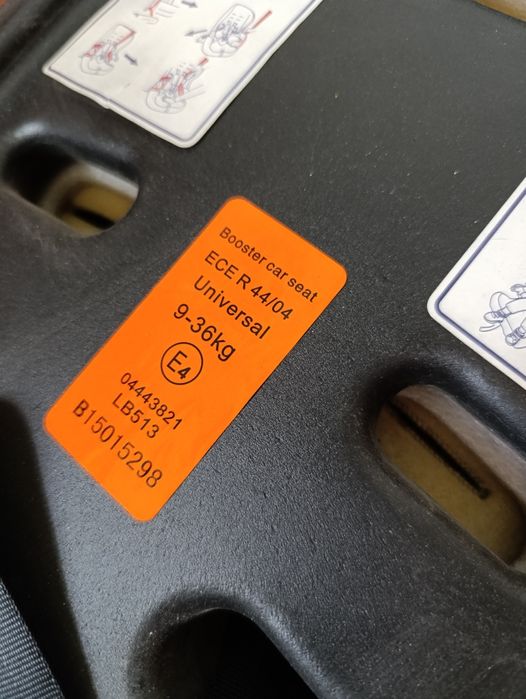 Booster car seat
ECE R 44/04
Universal
9-36kg
E4
04443821
LB513
B15015298